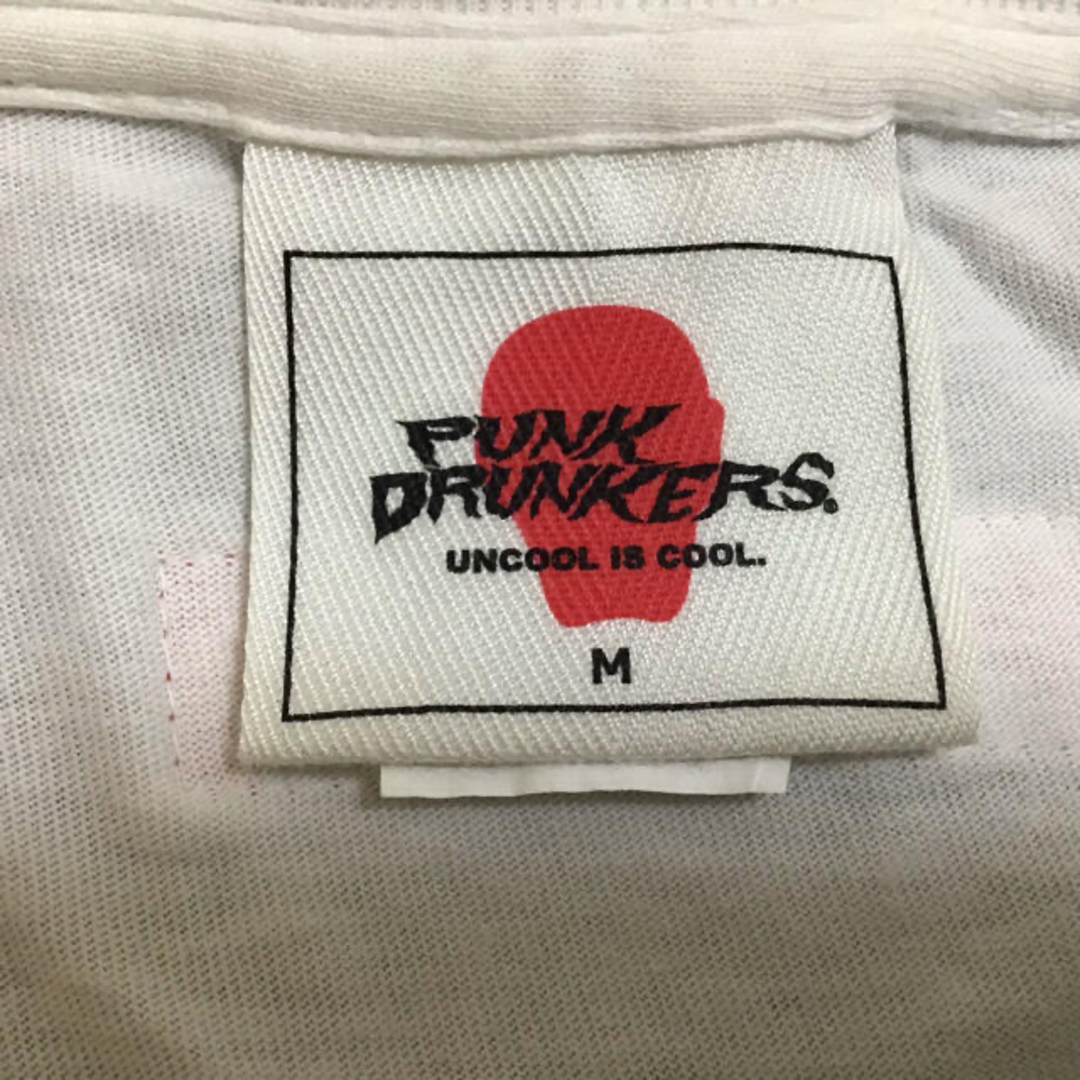 PUNK
DRUNKERS.
UNCOOL IS COOL.
M